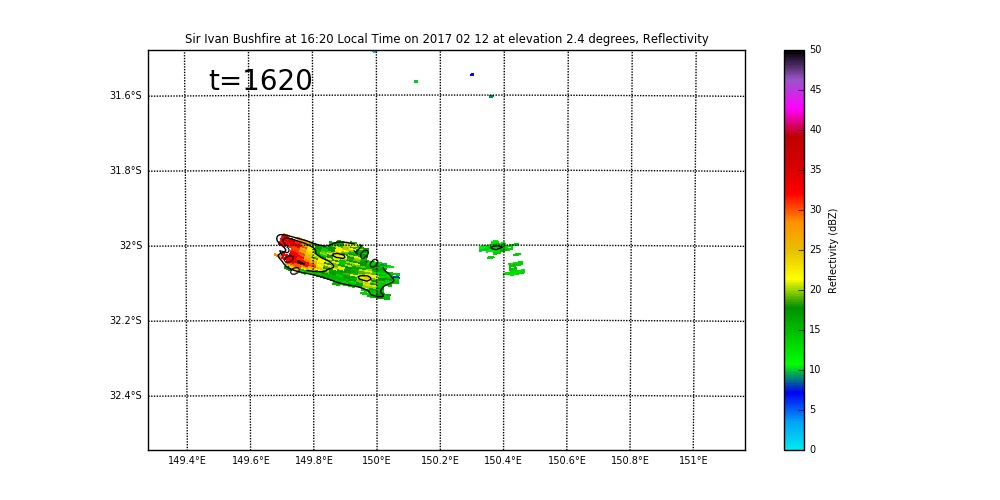 Sir Ivan Bushfire at 16:20 Local Time on 2017 02 12 at elevation 2.4 degrees, Reflectivity
t=1620
31.6°S
31.8°S
32°S
32.2°S
32.4°S
149.4°E 149.6°E 149.8°E 150°E 150.2°E 150.4°E 150.6°E 150.8°E 151°E
50
45
40
35
30
25
20
15
10
5
0
Reflectivity (dBZ)